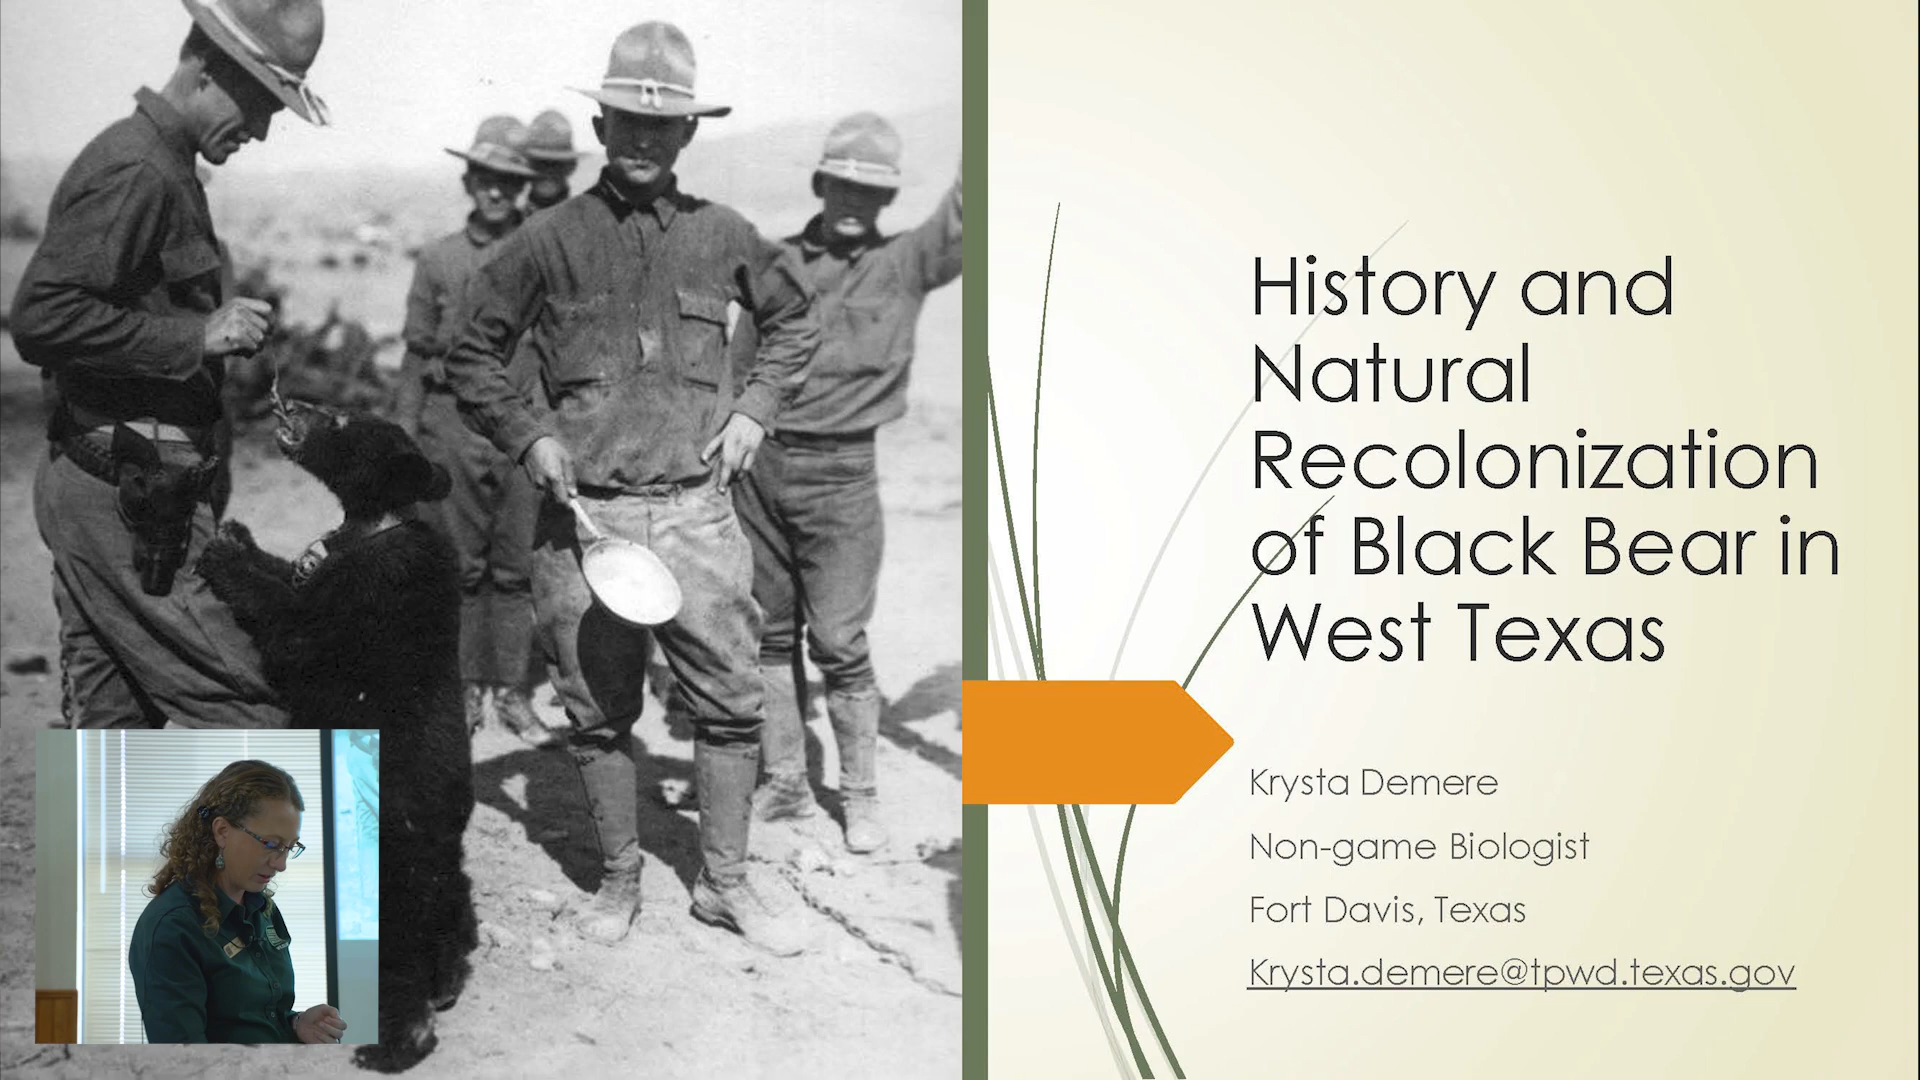 History and
Natural
Recolonization
of Black Bear in
West Texas
Krysta Demere
Non-game Biologist
Fort Davis, Texas
Krysta.demere@tpwd.texas.gov